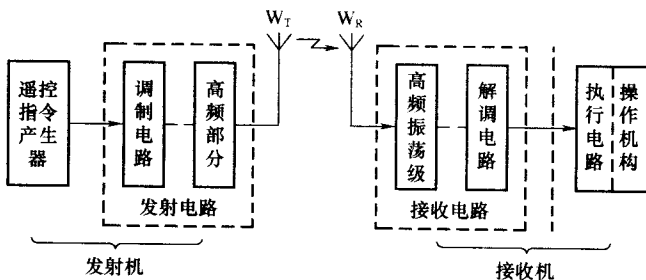 W_T
W_R
遥控
指令
产生
器
调制电路
高频部分
高频振荡级
解调电路
执行电路
操作机构
发射电路
接收电路
发射机
接收机